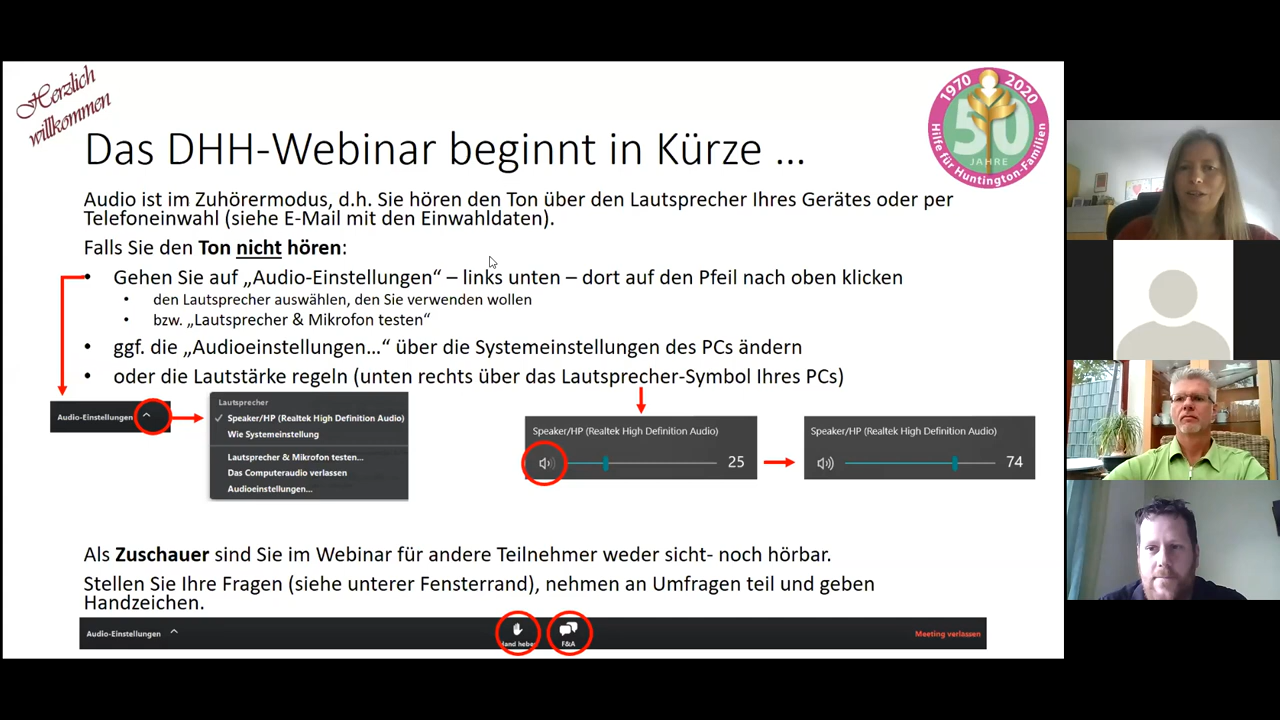 Herzlich
willkommen
1970 2020
50
JAHRE
Hilfe für Huntington-Familien
Das DHH-Webinar beginnt in Kürze ...
Audio ist im Zuhörermodus, d.h. Sie hören den Ton über den Lautsprecher Ihres Gerätes oder per
Telefoneinwahl (siehe E-Mail mit den Einwahldaten).
Falls Sie den Ton nicht hören:
• Gehen Sie auf „Audio-Einstellungen“ – links unten – dort auf den Pfeil nach oben klicken
• den Lautsprecher auswählen, den Sie verwenden wollen
• bzw. „Lautsprecher & Mikrofon testen“
• ggf. die „Audioeinstellungen…“ über die Systemeinstellungen des PCs ändern
• oder die Lautstärke regeln (unten rechts über das Lautsprecher-Symbol Ihres PCs)
Audio-Einstellungen
Lautsprecher
Speaker/HP (Realtek High Definition Audio)
Wie Systemeinstellung
Lautsprecher & Mikrofon testen...
Das Computeraudio verlassen
Audioeinstellungen...
Speaker/HP (Realtek High Definition Audio)
25
Speaker/HP (Realtek High Definition Audio)
74
Als Zuschauer sind Sie im Webinar für andere Teilnehmer weder sicht- noch hörbar.
Stellen Sie Ihre Fragen (siehe unterer Fensterrand), nehmen an Umfragen teil und geben
Handzeichen.
Audio-Einstellungen
Hand heben
F&A
Meeting verlassen